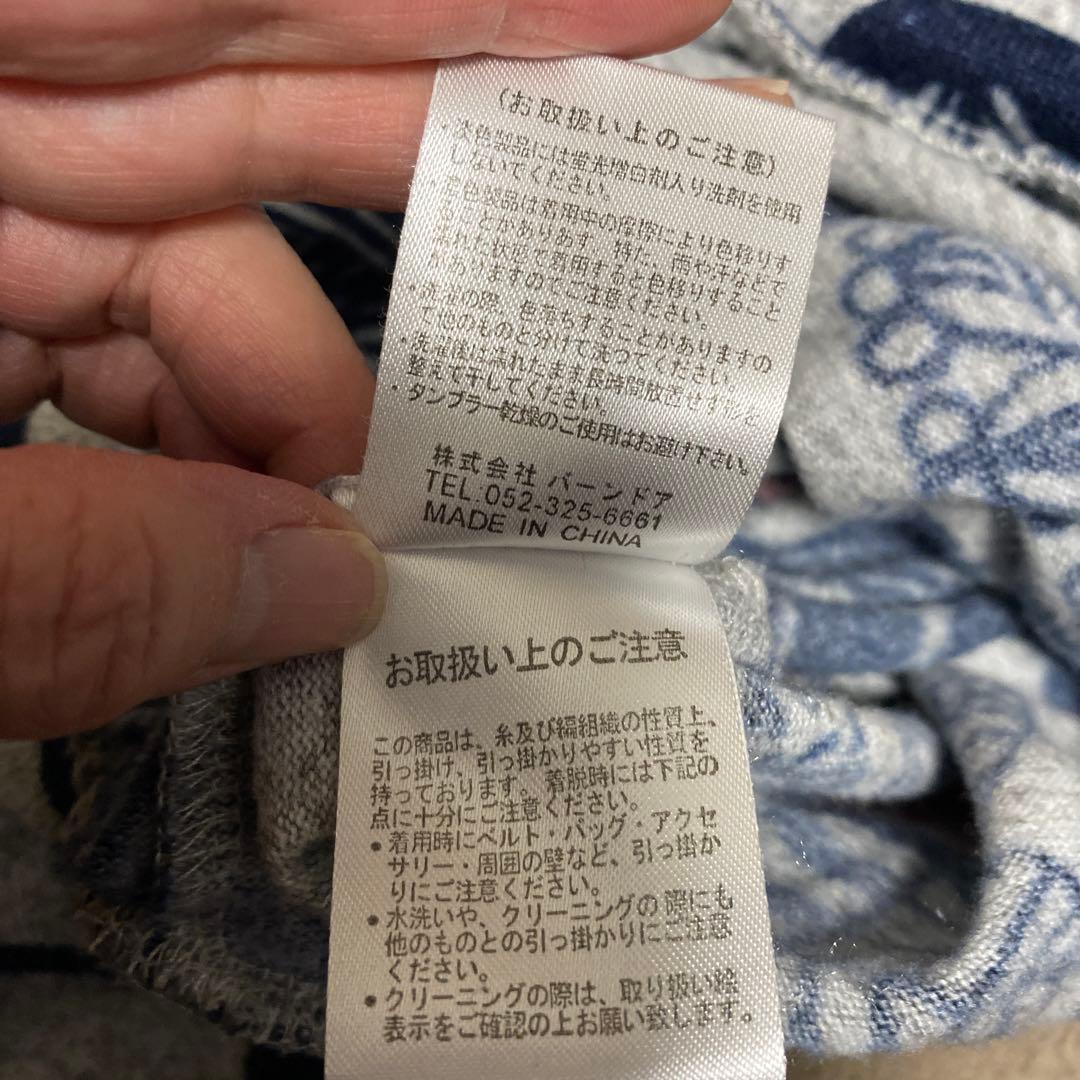 (お取扱い上のご注意)
・淡色製品には蛍光増白剤入り洗剤を使用
しないでください。
色製品は着用中の摩擦により色移りす
ることがあります。特に、雨や汗などで
濡れた状態で着用すると色移りすること
がありますのでご注意ください。
・洗濯の際、色落ちすることがありますの
で他のものと分けて洗ってください。
・洗濯後は濡れたまま長時間放置せず形を
整えて干してください。
・タンブラー乾燥のご使用はお避け下さい。
株式会社 バーンドア
TEL.052-325-6661
MADE IN CHINA
お取扱い上のご注意
この商品は、糸及び編組織の性質上、
引っ掛け、引っ掛かりやすい性質を
持っております。着脱時には下記の
点に十分にご注意ください。
●着用時にベルト・バッグ・アクセ
サリー・周囲の壁など、引っ掛か
りにご注意ください。
●水洗いや、クリーニングの際にも
他のものとの引っ掛かりにご注意
ください。
●クリーニングの際は、取り扱い絵
表示をご確認の上お願い致します。